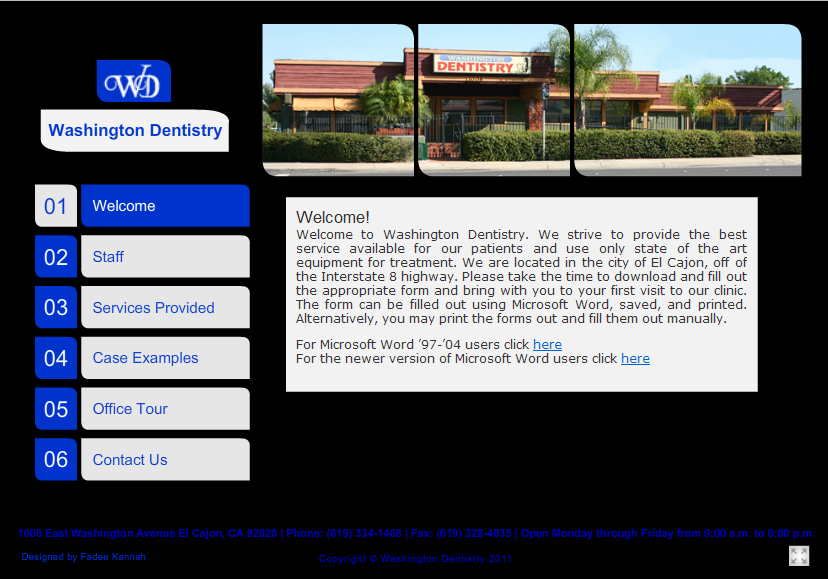 WD
Washington Dentistry
WASHINGTON
DENTISTRY
01 Welcome
02 Staff
03 Services Provided
04 Case Examples
05 Office Tour
06 Contact Us
Welcome!
Welcome to Washington Dentistry. We strive to provide the best
service available for our patients and use only state of the art
equipment for treatment. We are located in the city of El Cajon, off of
the Interstate 8 highway. Please take the time to download and fill out
the appropriate form and bring with you to your first visit to our clinic.
The form can be filled out using Microsoft Word, saved, and printed.
Alternatively, you may print the forms out and fill them out manually.
For Microsoft Word ’97-’04 users click here
For the newer version of Microsoft Word users click here
1008 East Washington Avenue El Cajon, CA 92020 | Phone: (619) 334-1468 | Fax: (619) 328-4035 | Open Monday through Friday from 9:00 a.m. to 6:00 p.m.
Designed by Fadee Kannah
Copyright © Washington Dentistry 2011